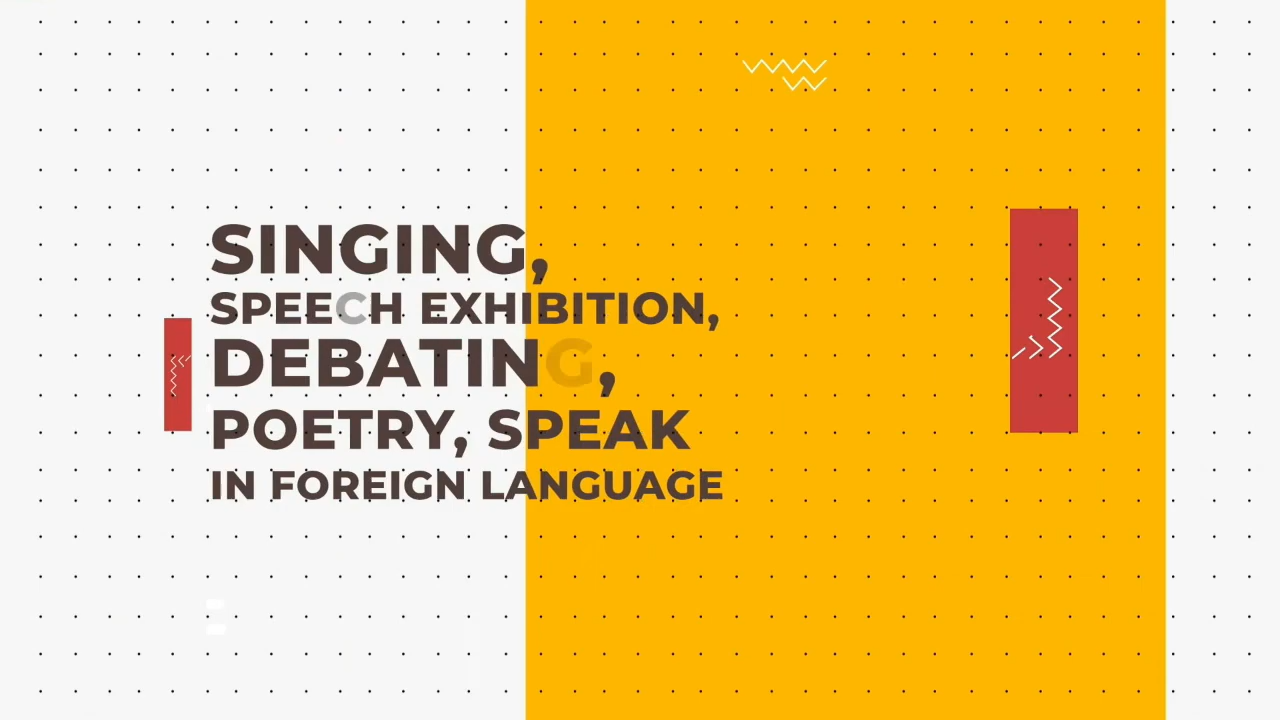 SINGING,
SPEECH EXHIBITION,
DEBATING,
POETRY, SPEAK
IN FOREIGN LANGUAGE